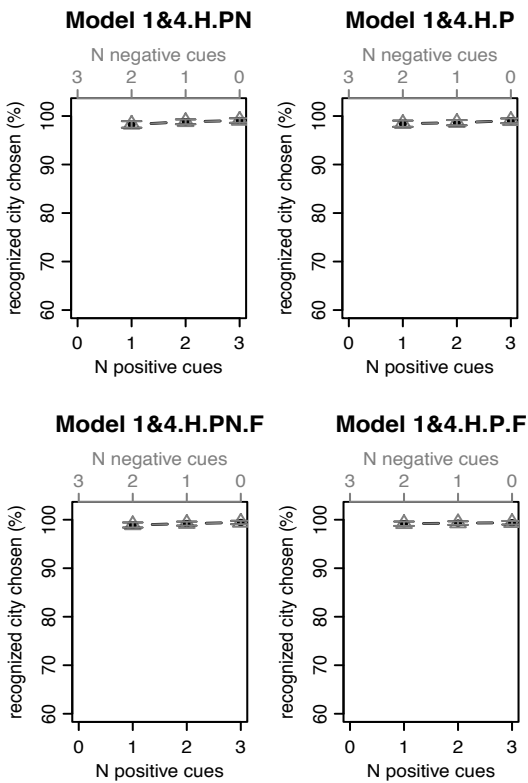 Model 1&4.H.PN
N negative cues
3 2 1 0
recognized city chosen (%)
100
90
80
70
60
0 1 2 3
N positive cues
Model 1&4.H.P
N negative cues
3 2 1 0
recognized city chosen (%)
100
90
80
70
60
0 1 2 3
N positive cues
Model 1&4.H.PN.F
N negative cues
3 2 1 0
recognized city chosen (%)
100
90
80
70
60
0 1 2 3
N positive cues
Model 1&4.H.P.F
N negative cues
3 2 1 0
recognized city chosen (%)
100
90
80
70
60
0 1 2 3
N positive cues